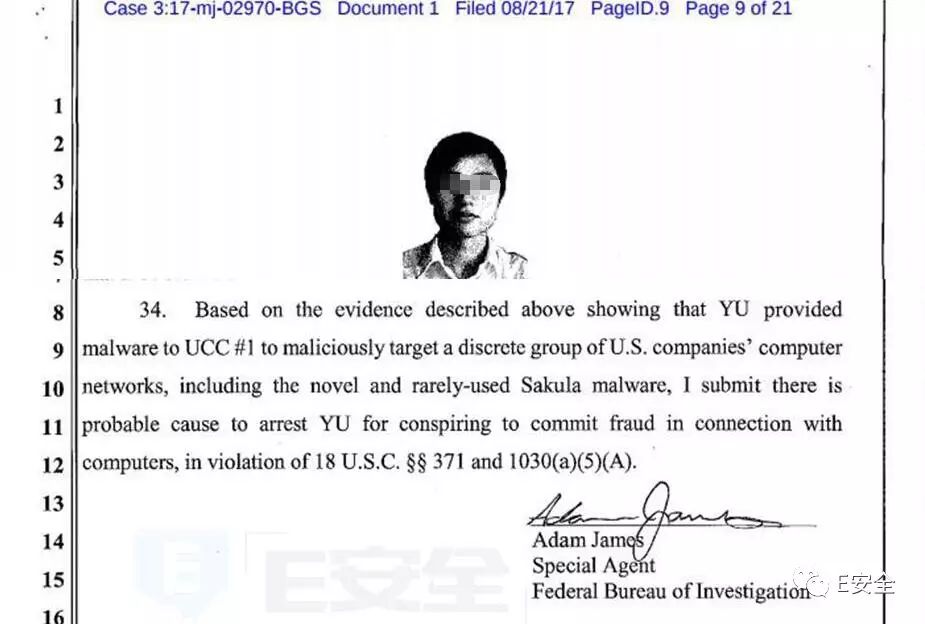 Case 3:17-mj-02970-BGS Document 1 Filed 08/21/17 PageID.9 Page 9 of 21
1
2
3
4
5
8 34. Based on the evidence described above showing that YU provided
9 malware to UCC #1 to maliciously target a discrete group of U.S. companies' computer
10 networks, including the novel and rarely-used Sakula malware, I submit there is
11 probable cause to arrest YU for conspiring to commit fraud in connection with
12 computers, in violation of 18 U.S.C. §§ 371 and 1030(a)(5)(A).
13 Adam James
14 Adam James
15 Special Agent
Federal Bureau of Investigation
16
E安全
E安全